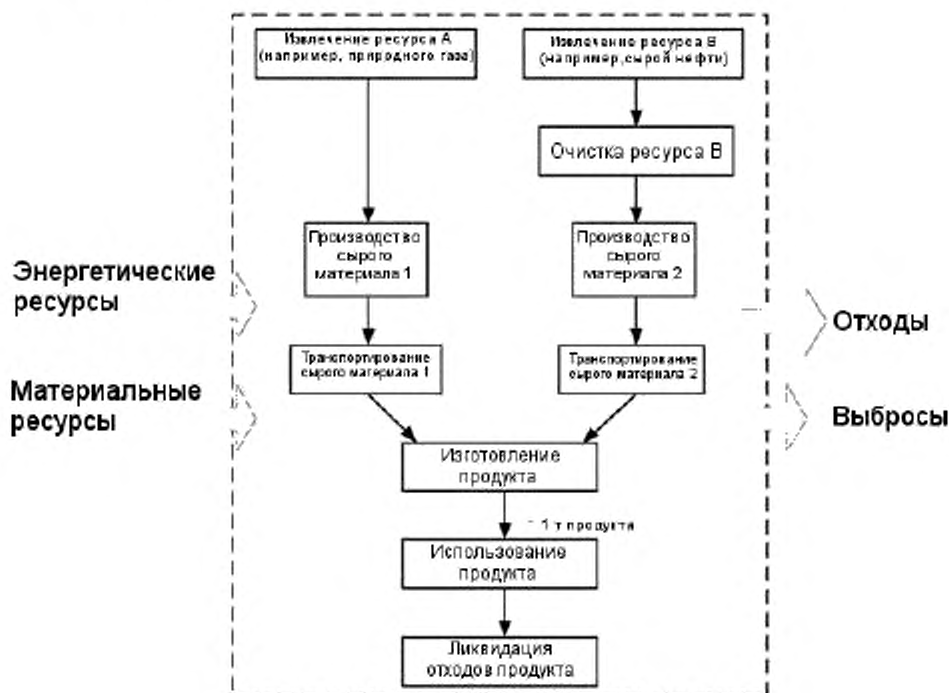 Извлечение ресурса А
(например, природного газа)
Извлечение ресурса В
(например,сырой нефти)
Очистка ресурса В
Производство
сырого
материала 1
Производство
сырого
материала 2
Энергетические
ресурсы
Отходы
Транспортирование
сырого материала 1
Транспортирование
сырого материала 2
Материальные
ресурсы
Выбросы
Изготовление
продукта
1 т продукта
Использование
продукта
Ликвидация
отходов продукта